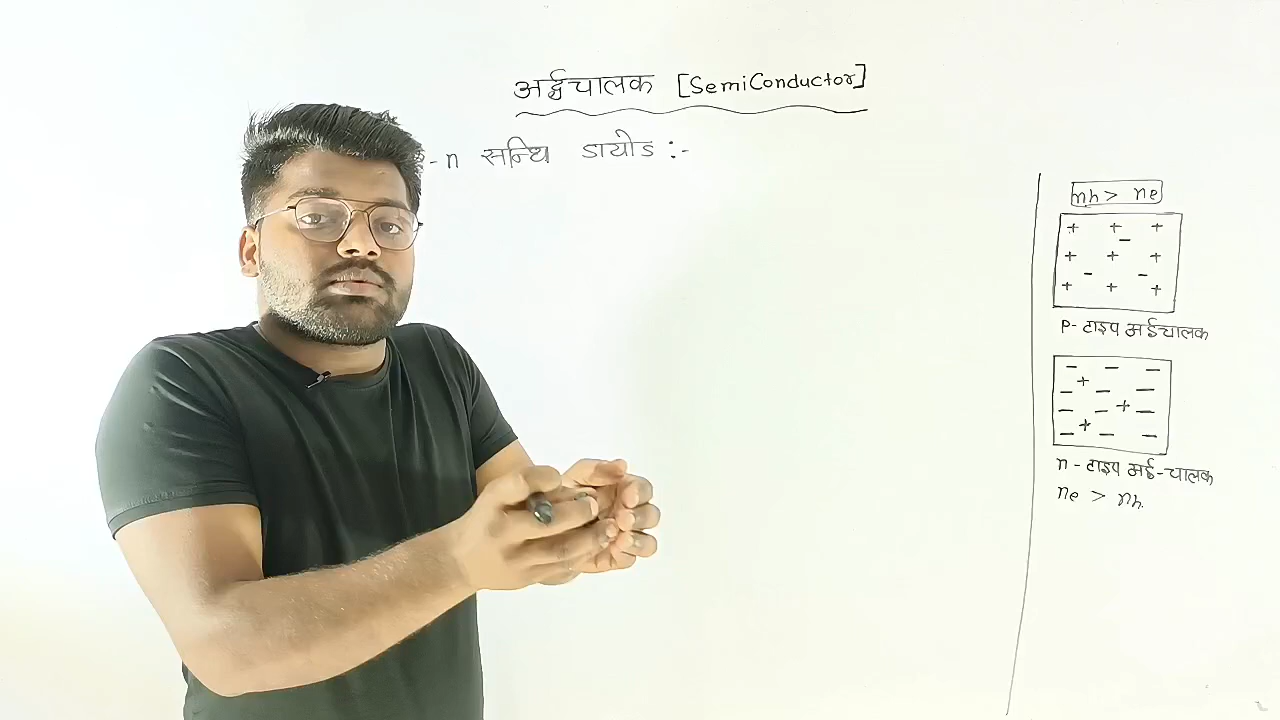 अर्द्धचालक [SemiConductor]
-n सन्धि डायोड :-
nh > ne
+ + +
-
+ + +
- -
+ + +
P-टाइप अर्द्धचालक
- - -
+
- - -
- - + -
+
- - -
n-टाइप अर्द्ध-चालक
ne > nh.